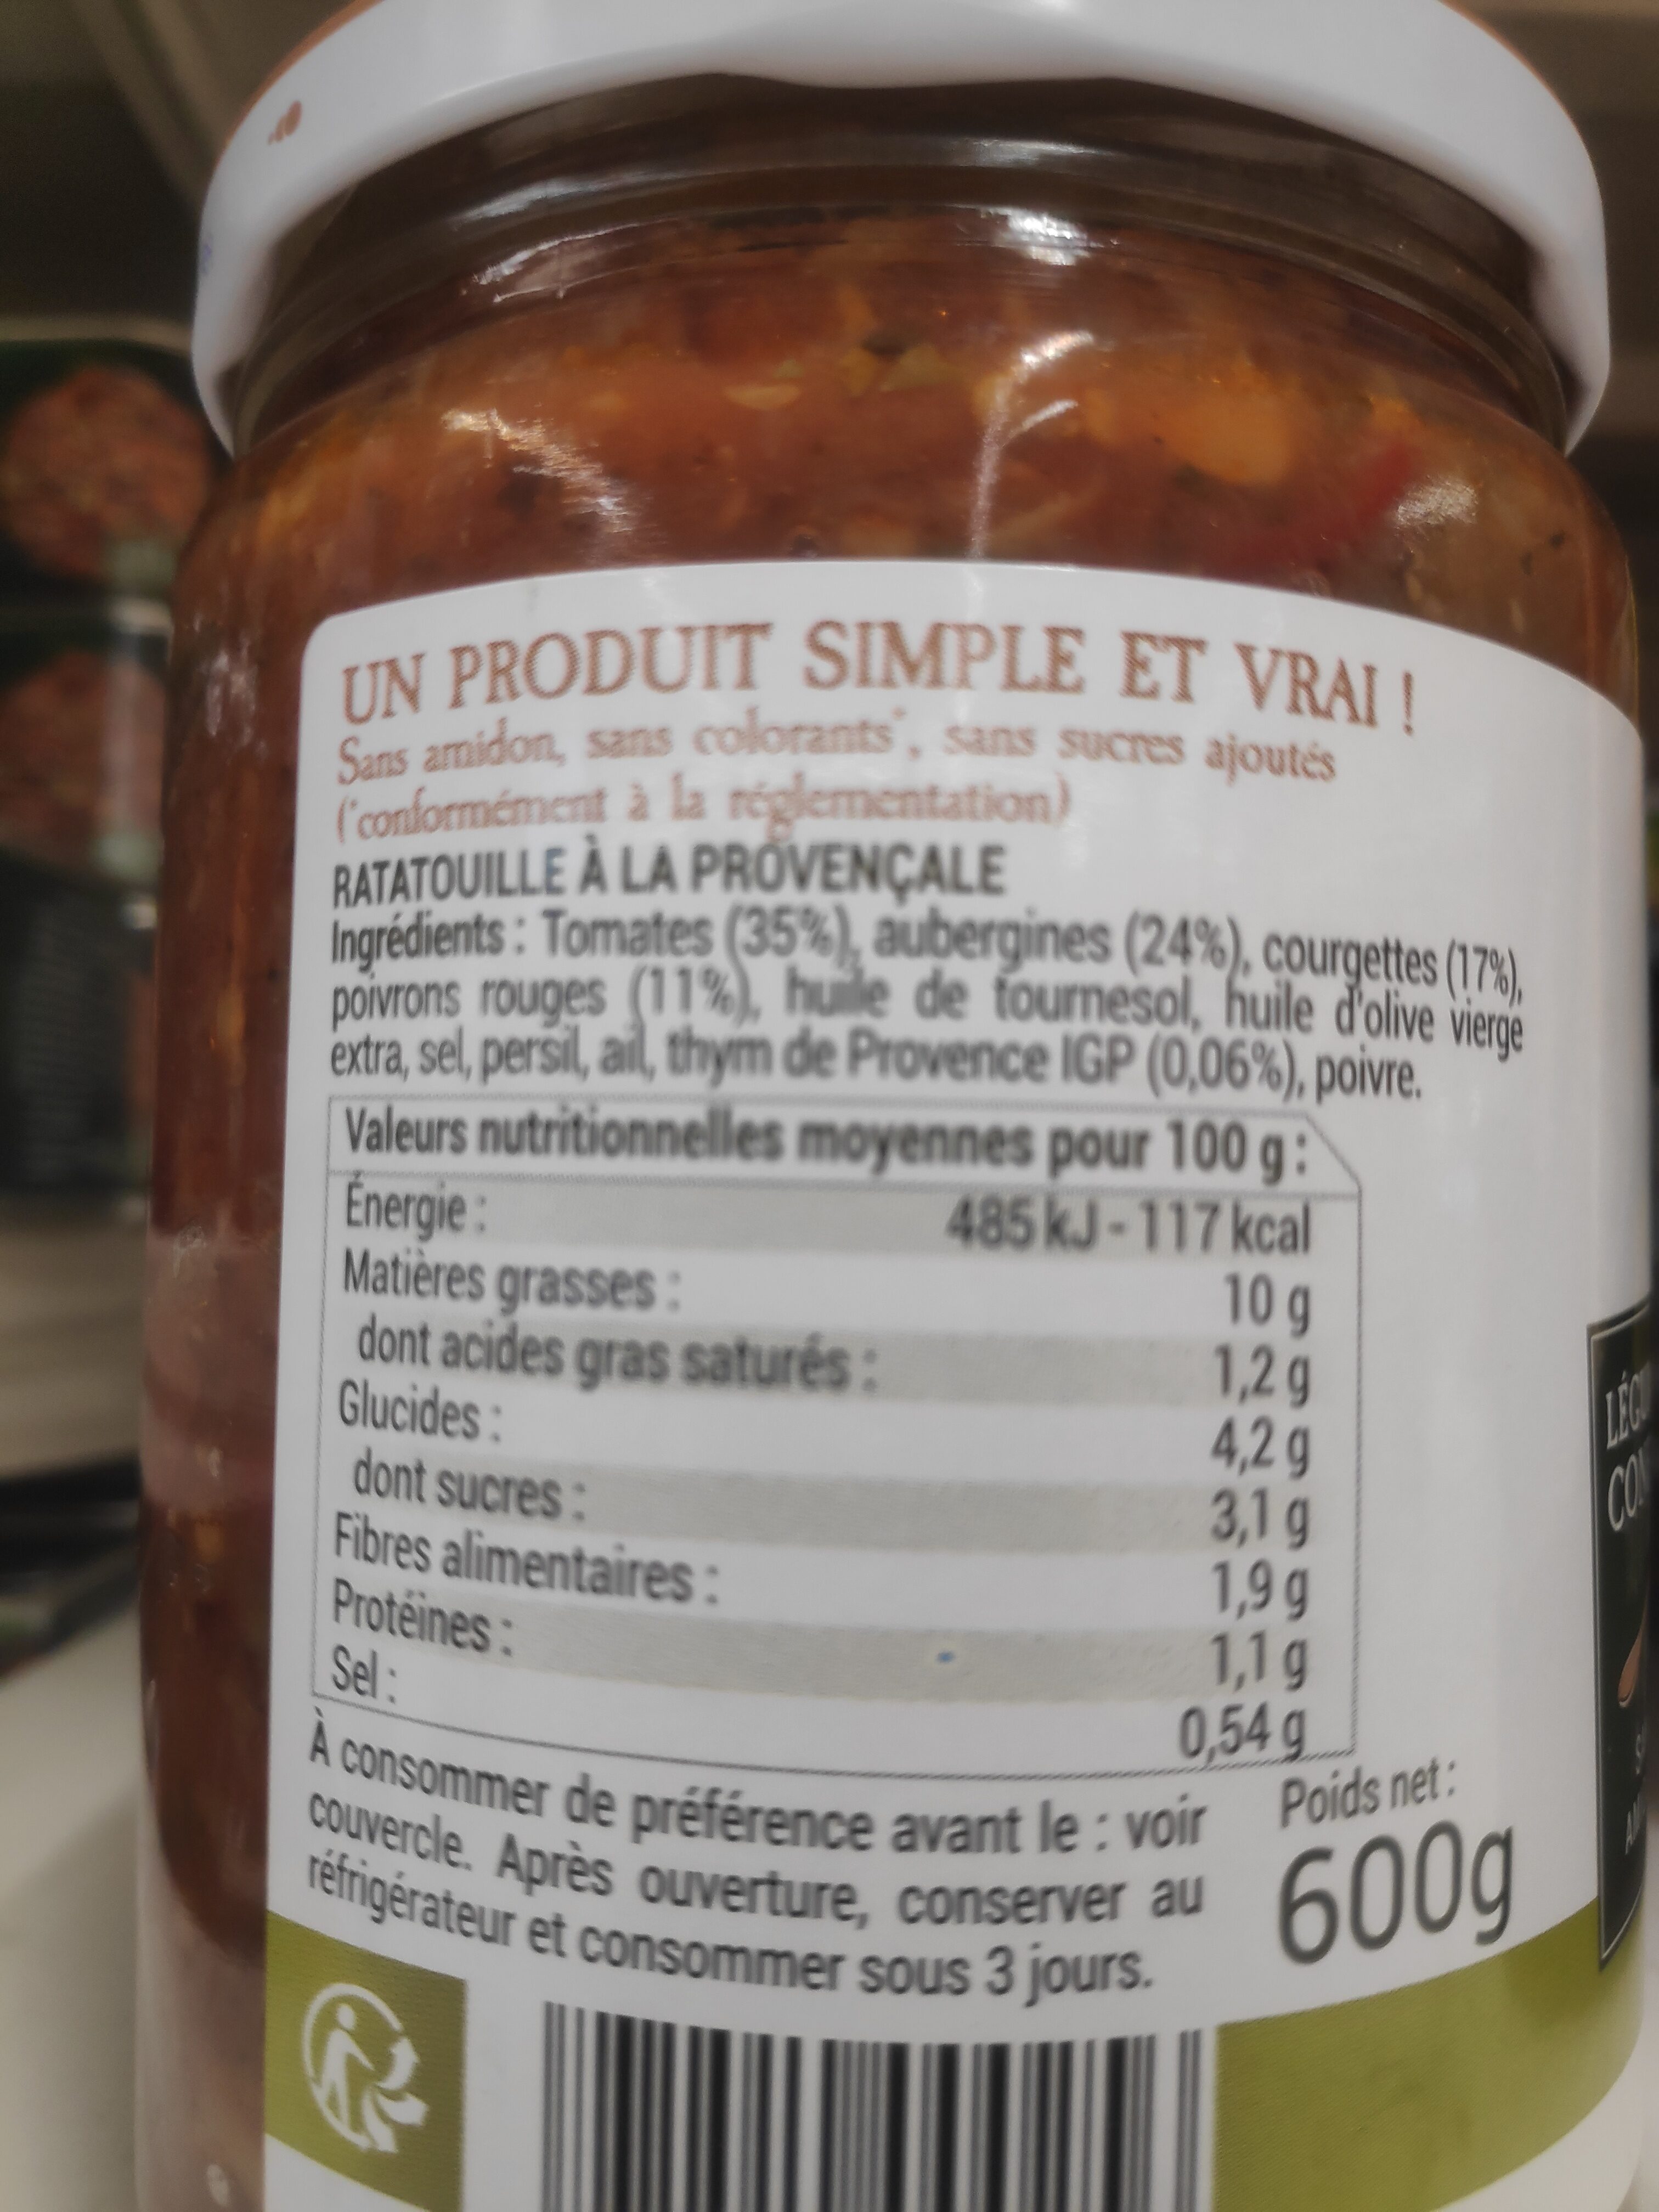 UN PRODUIT SIMPLE ET VRAI !
Sans amidon, sans colorants*, sans sucres ajoutés
(*conformément à la réglementation)
RATATOUILLE À LA PROVENÇALE
Ingrédients : Tomates (35%), aubergines (24%), courgettes (17%),
poivrons rouges (11%), huile de tournesol, huile d'olive vierge
extra, sel, persil, ail, thym de Provence IGP (0,06%), poivre.
Valeurs nutritionnelles moyennes pour 100 g :
Énergie : 485 kJ - 117 kcal
Matières grasses : 10 g
dont acides gras saturés : 1,2 g
Glucides : 4,2 g
dont sucres : 3,1 g
Fibres alimentaires : 1,9 g
Protéines : 1,1 g
Sel : 0,54 g
À consommer de préférence avant le : voir
couvercle. Après ouverture, conserver au
réfrigérateur et consommer sous 3 jours.
Poids net :
600g